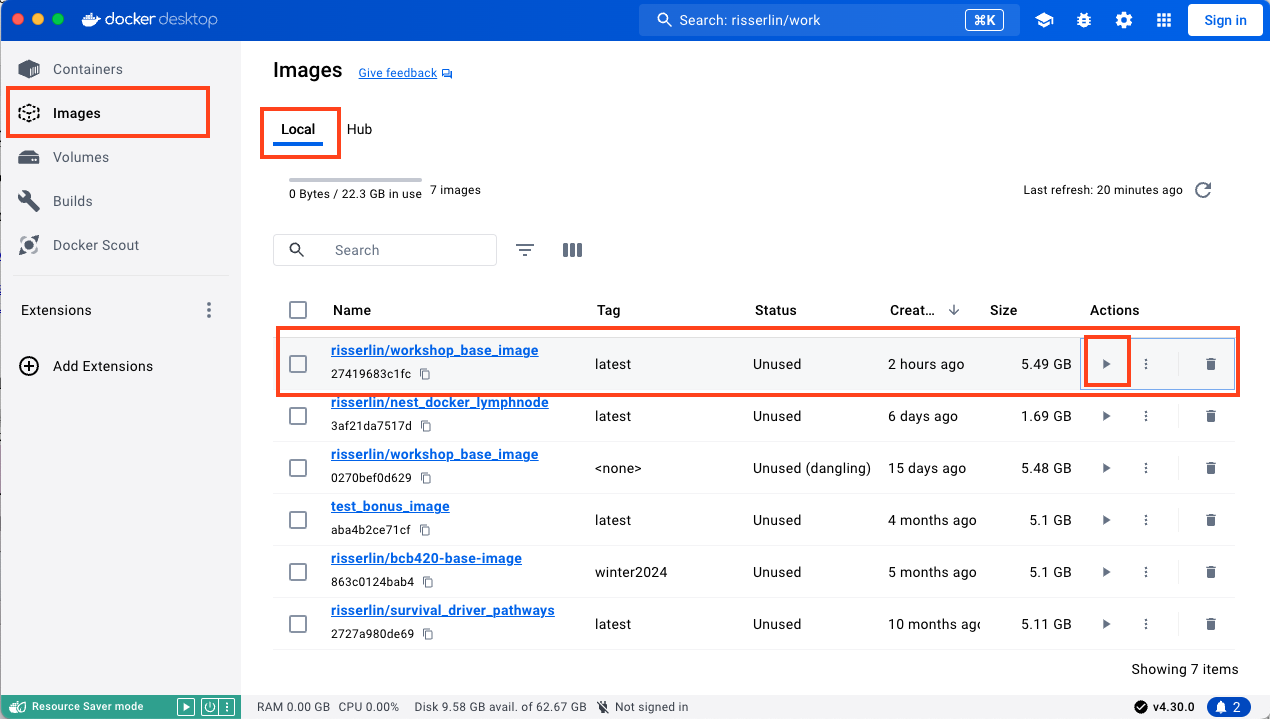 docker desktop
Search: risserlin/work
⌘K
Sign in
Containers
Images
Volumes
Builds
Docker Scout
Extensions
Add Extensions
Images
Give feedback
Local
Hub
0 Bytes / 22.3 GB in use
7 images
Last refresh: 20 minutes ago
Search
Name Tag Status Creat... Size Actions
risserlin/workshop_base_image
27419683c1fc
latest Unused 2 hours ago 5.49 GB
risserlin/nest_docker_lymphnode
3af21da7517d
latest Unused 6 days ago 1.69 GB
risserlin/workshop_base_image
0270bef0d629
<none> Unused (dangling) 15 days ago 5.48 GB
test_bonus_image
aba4b2ce71cf
latest Unused 4 months ago 5.1 GB
risserlin/bcb420-base-image
863c0124bab4
winter2024 Unused 5 months ago 5.1 GB
risserlin/survival_driver_pathways
2727a980de69
latest Unused 10 months ago 5.11 GB
Showing 7 items
Resource Saver mode
RAM 0.00 GB CPU 0.00% Disk 9.58 GB avail. of 62.67 GB Not signed in
v4.30.0
2